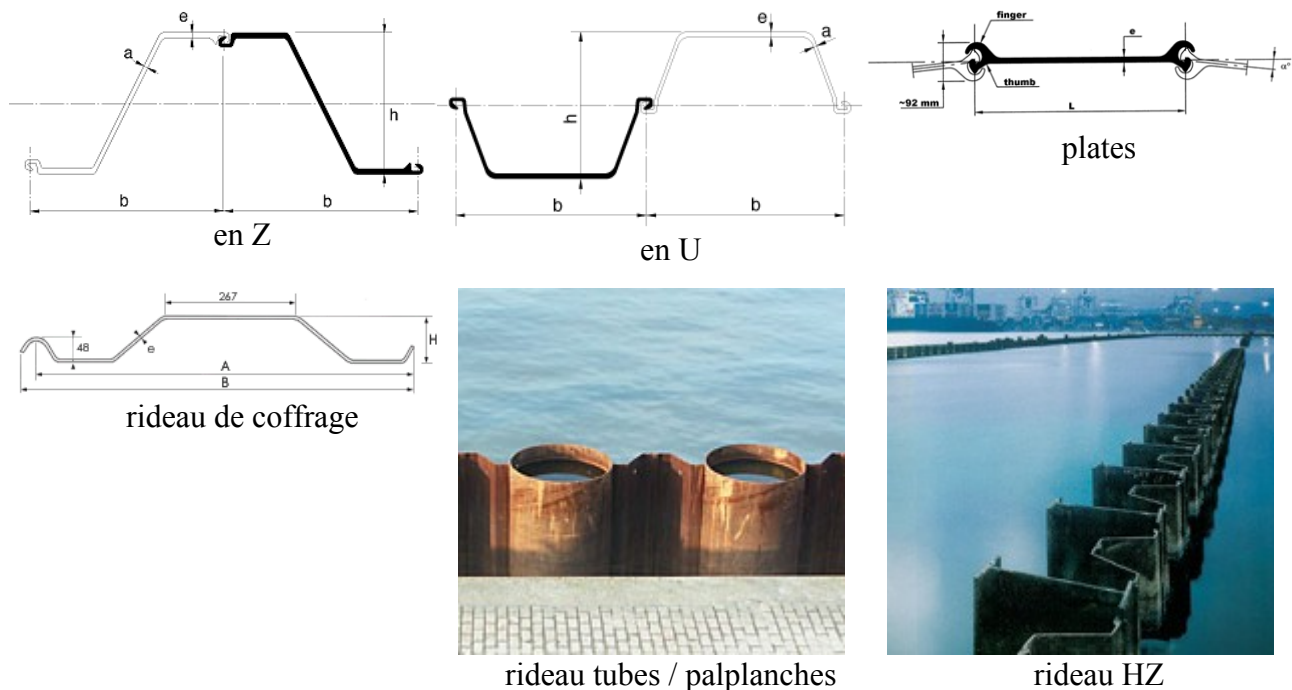 e
a
h
b
b
en Z
e
a
h
b
b
en U
finger
e
α°
thumb
~92 mm
L
plates
267
48
e
H
A
B
rideau de coffrage
rideau tubes / palplanches
rideau HZ